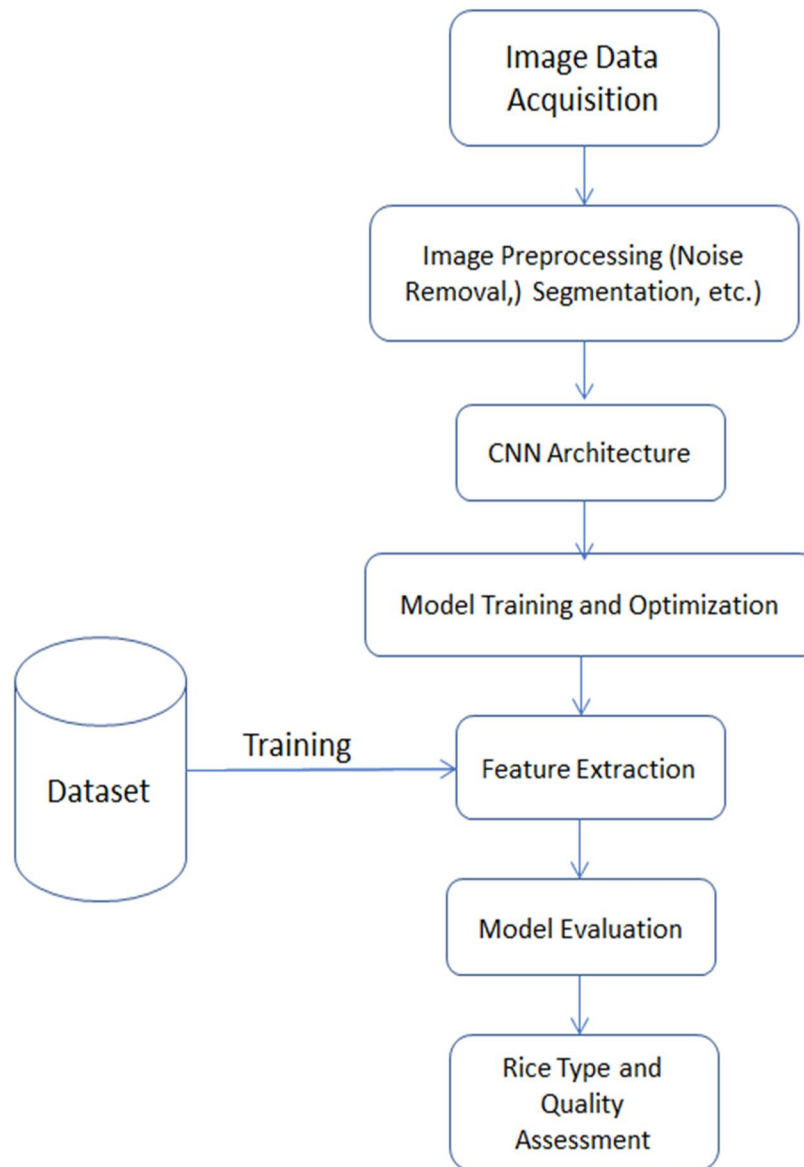 Image Data
Acquisition
Image Preprocessing (Noise
Removal,) Segmentation, etc.)
CNN Architecture
Model Training and Optimization
Training
Dataset
Feature Extraction
Model Evaluation
Rice Type and
Quality
Assessment